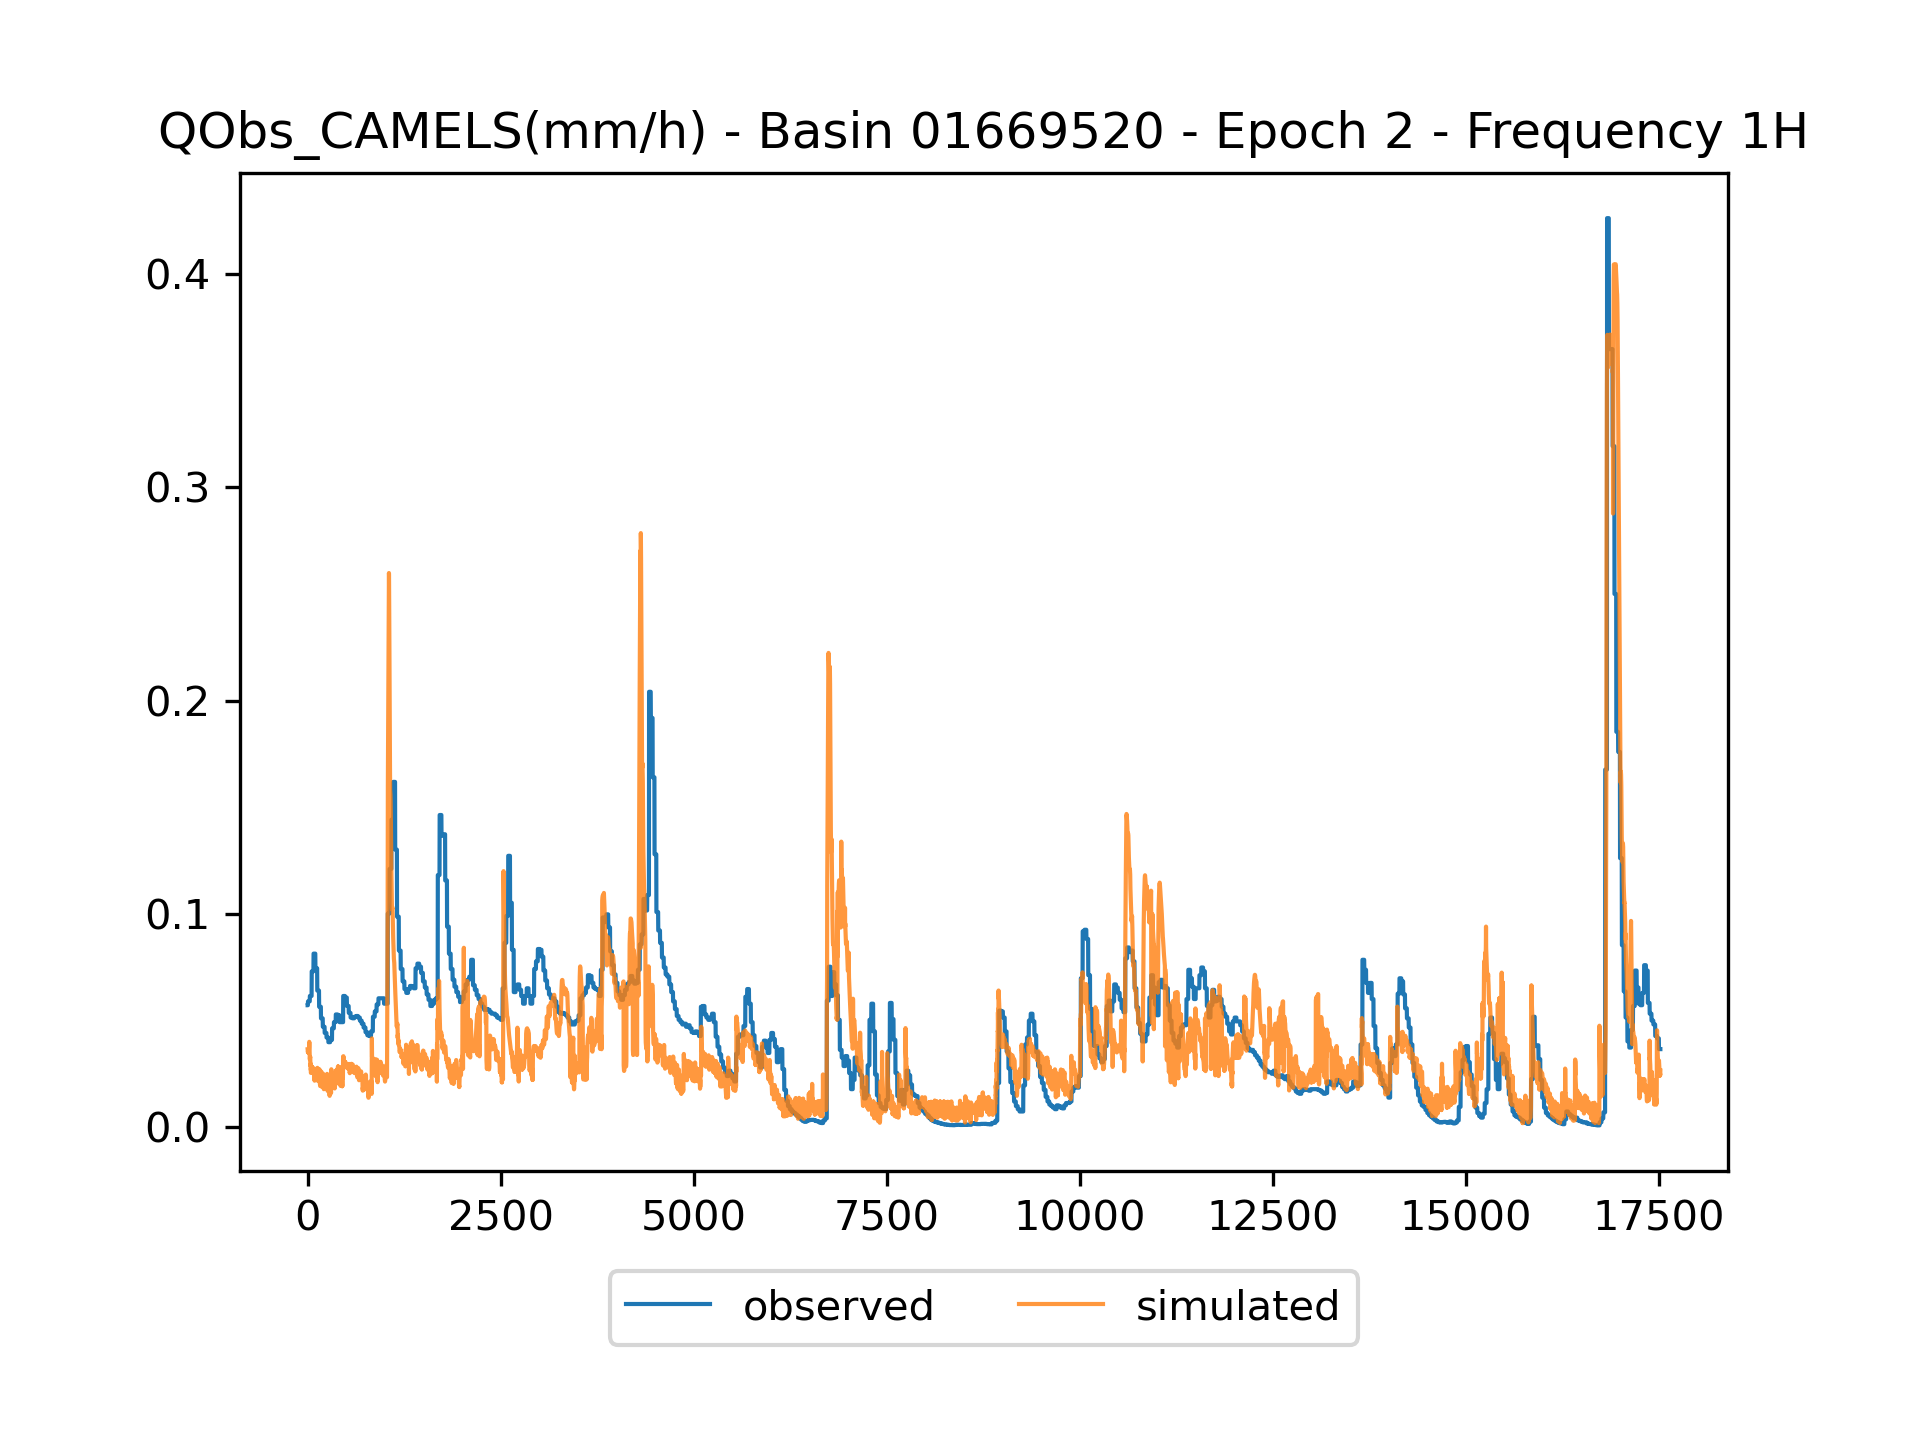 QObs_CAMELS(mm/h) - Basin 01669520 - Epoch 2 - Frequency 1H
0.4
0.3
0.2
0.1
0.0
0 2500 5000 7500 10000 12500 15000 17500
observed simulated